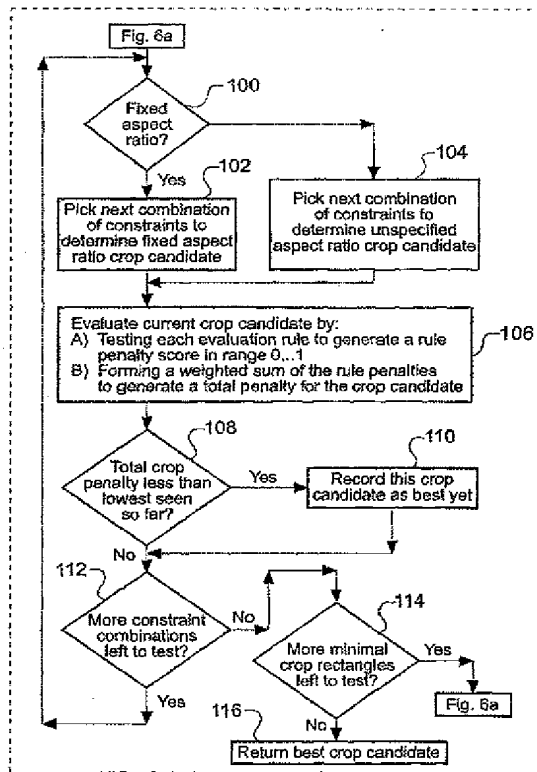 Fig. 6a
100
Fixed
aspect
ratio?
Yes
102
104
Pick next combination
of constraints to
determine fixed aspect
ratio crop candidate
Pick next combination
of constraints to
determine unspecified
aspect ratio crop candidate
Evaluate current crop candidate by:
A) Testing each evaluation rule to generate a rule
penalty score in range 0...1
B) Forming a weighted sum of the rule penalties
to generate a total penalty for the crop candidate
106
108
Total crop
penalty less than
lowest seen
so far?
Yes
110
Record this crop
candidate as best yet
No
112
More constraint
combinations
left to test?
No
Yes
114
More minimal
crop rectangles
left to test?
Yes
Fig. 6a
No
116
Return best crop candidate